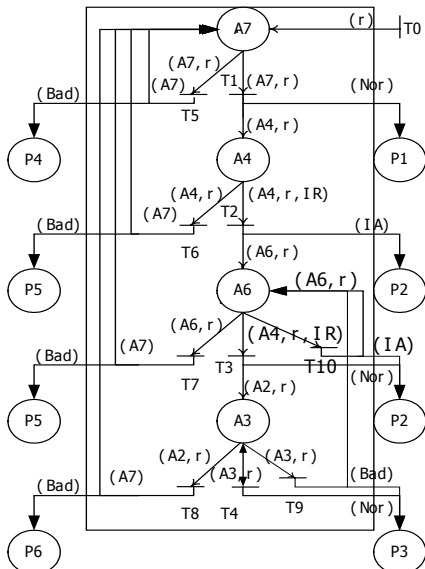 A7 (r) T0
(A7, r) (A7, r)
(Bad) (A7) T1 (Nor)
T5
(A4, r)
P4 A4 P1
(A4, r) (A4, r, IR)
(Bad) (A7) T2 (IA)
T6
(A6, r)
P5 A6 (A6, r) P2
(A6, r) (A4, r, IR)
(Bad) (A7) (IA)
T7 T3 T10
(Nor)
(A2, r)
P5 A3 P2
(A2, r) (A3, r) (A3, r)
(Bad) (A7) (Bad)
T8 T4 T9 (Nor)
P6 P3